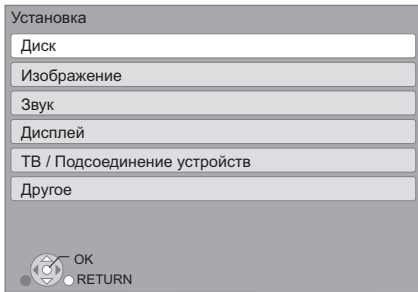 Установка
Диск
Изображение
Звук
Дисплей
ТВ / Подсоединение устройств
Другое
OK
RETURN